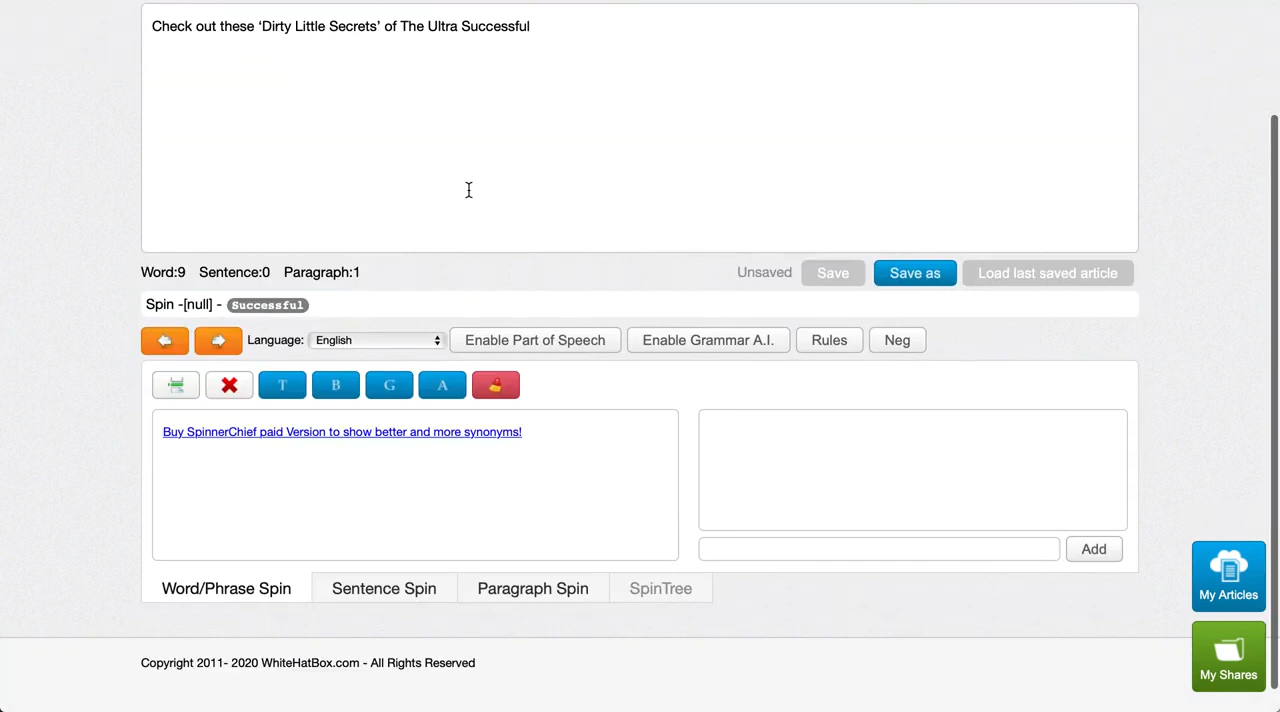 Check out these ‘Dirty Little Secrets’ of The Ultra Successful
Word:9 Sentence:0 Paragraph:1
Unsaved Save Save as Load last saved article
Spin -[null] - Successful
Language: English Enable Part of Speech Enable Grammar A.I. Rules Neg
T B G A
Buy SpinnerChief paid Version to show better and more synonyms!
Add
Word/Phrase Spin Sentence Spin Paragraph Spin SpinTree
My Articles
My Shares
Copyright 2011- 2020 WhiteHatBox.com - All Rights Reserved